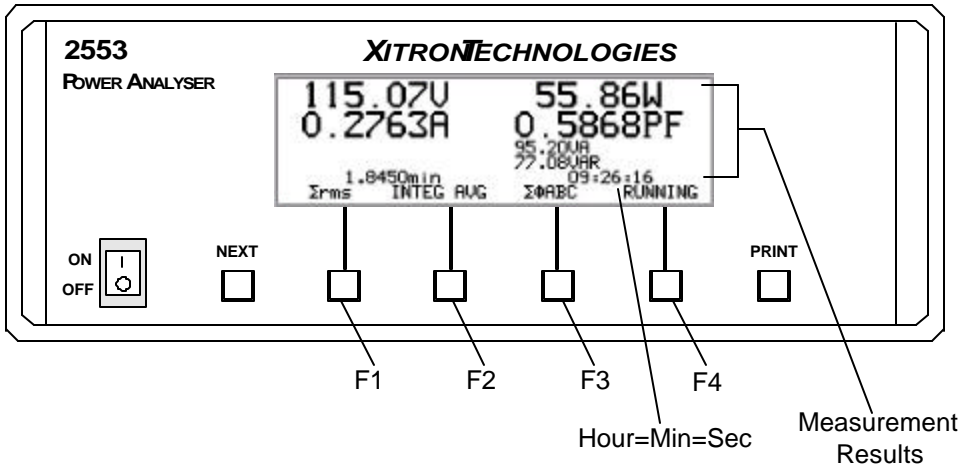 2553
XITRONTECHNOLOGIES
POWER ANALYSER
115.07V 55.86W
0.2763A 0.5868PF
95.20VA
77.08VAR
1.8450min 09:26:16
Σrms INTEG AVG ΣΦABC RUNNING
ON
OFF
NEXT
PRINT
F1 F2 F3 F4
Hour=Min=Sec
Measurement
Results